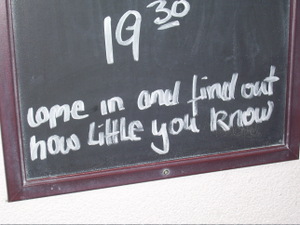 19 30
come in and find out
how little you know